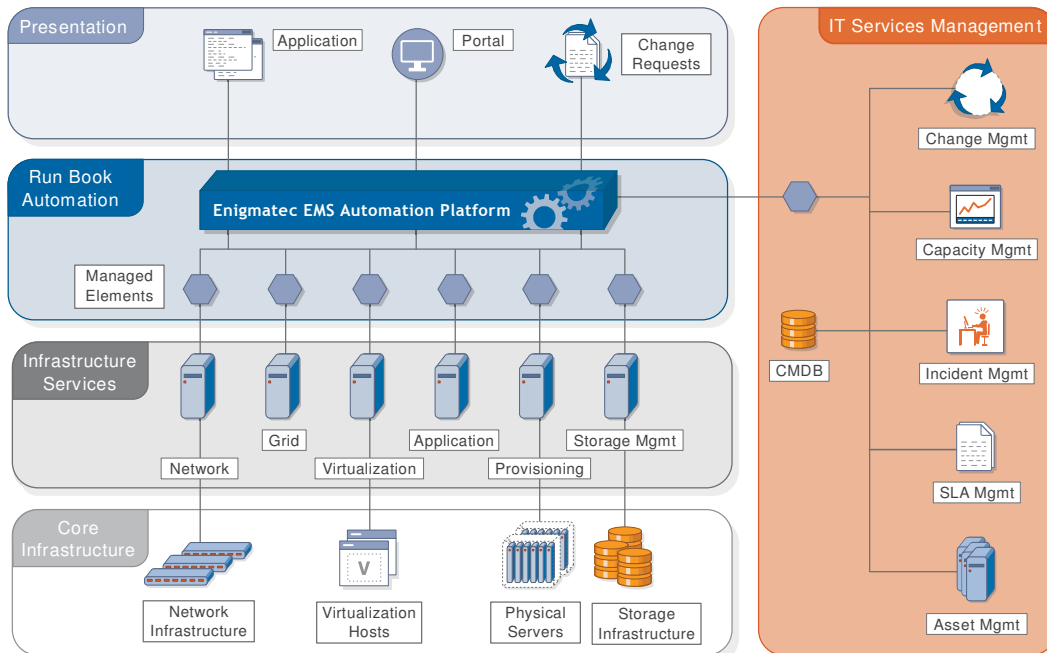 Presentation
Application
Portal
Change
Requests
Run Book
Automation
Enigmatec EMS Automation Platform
Managed
Elements
Infrastructure
Services
Grid
Application
Storage Mgmt
Network
Virtualization
Provisioning
Core
Infrastructure
V
Network
Infrastructure
Virtualization
Hosts
Physical
Servers
Storage
Infrastructure
IT Services Management
Change Mgmt
Capacity Mgmt
CMDB
Incident Mgmt
SLA Mgmt
Asset Mgmt